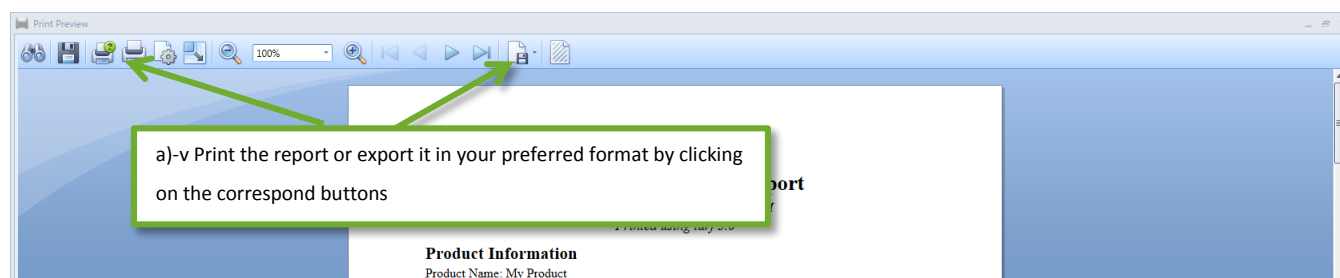 Print Preview
100%
a)-v Print the report or export it in your preferred format by clicking
on the correspond buttons
port
Product Information
Product Name: My Product